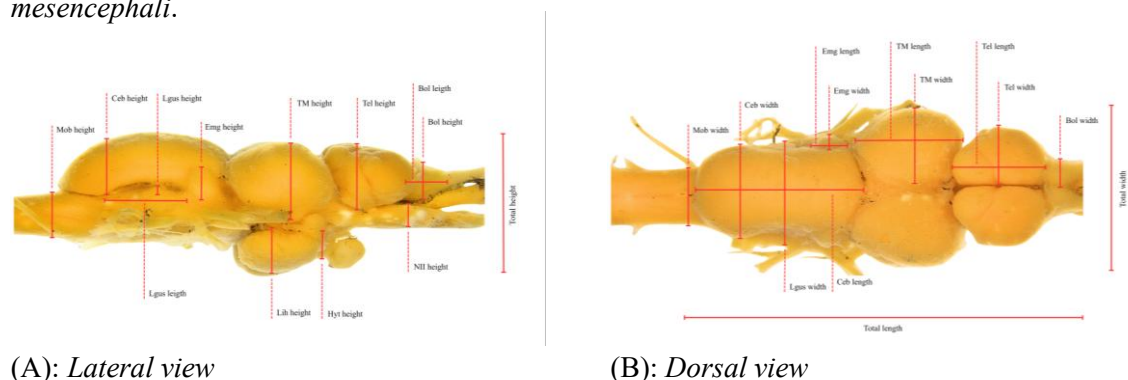 mesencephali.
Bol leigth
Ceb height
Lgus height
TM height
Tel height
Mob height
Emg height
Bol height
Total height
NII height
Lgus leigth
Lih height
Hyt height
Emg length
TM length
Tel length
TM width
Emg width
Tel width
Ceb width
Bol width
Mob width
Total width
Lgus width
Ceb length
Total length
(A): Lateral view
(B): Dorsal view